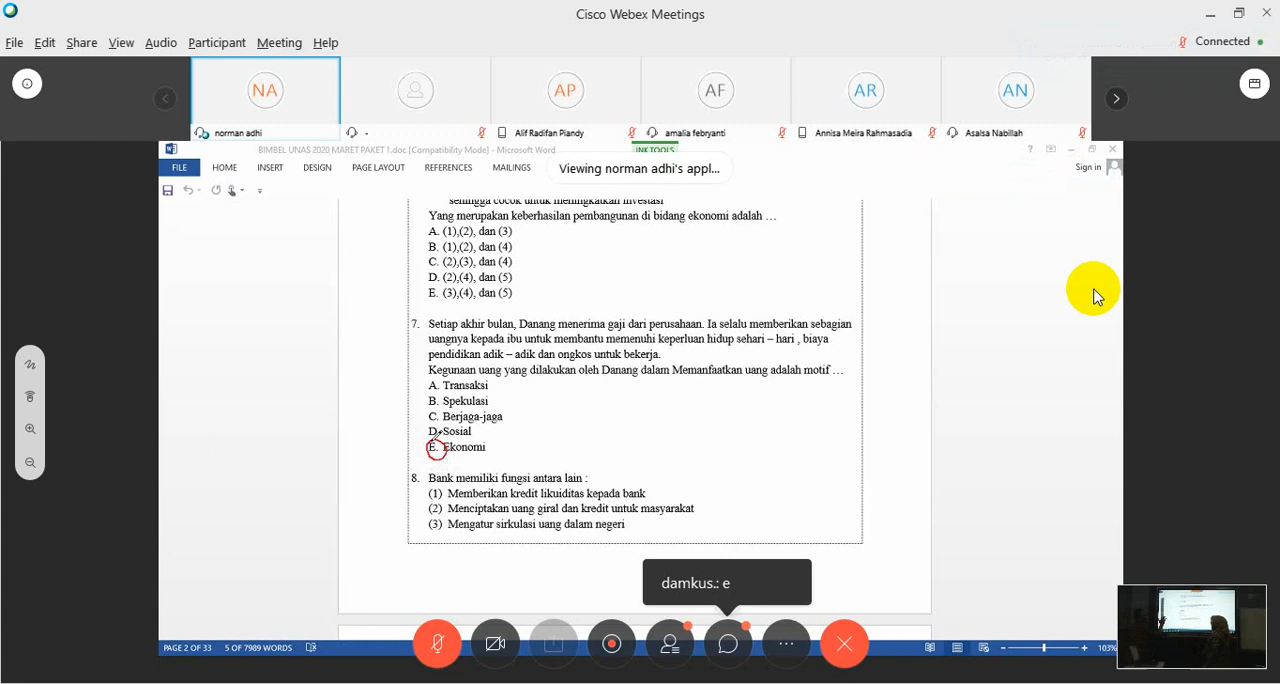 Cisco Webex Meetings
File Edit Share View Audio Participant Meeting Help
Connected
NA AP AF AR AN
norman adhi - Alif Radifan Piandy amalia febryanti Annisa Meira Rahmasadia Asalsa Nabillah
BIMBEL UNAS 2020 MARET PAKET 1.doc [Compatibility Mode] - Microsoft Word
INK TOOLS
FILE HOME INSERT DESIGN PAGE LAYOUT REFERENCES MAILINGS
Viewing norman adhi's appl...
Sign in
sehingga cocok untuk meningkatkan investasi
Yang merupakan keberhasilan pembangunan di bidang ekonomi adalah …
A. (1),(2), dan (3)
B. (1),(2), dan (4)
C. (2),(3), dan (4)
D. (2),(4), dan (5)
E. (3),(4), dan (5)
7. Setiap akhir bulan, Danang menerima gaji dari perusahaan. Ia selalu memberikan sebagian
uangnya kepada ibu untuk membantu memenuhi keperluan hidup sehari – hari , biaya
pendidikan adik – adik dan ongkos untuk bekerja.
Kegunaan uang yang dilakukan oleh Danang dalam Memanfaatkan uang adalah motif …
A. Transaksi
B. Spekulasi
C. Berjaga-jaga
D. Sosial
E. Ekonomi
8. Bank memiliki fungsi antara lain :
(1) Memberikan kredit likuiditas kepada bank
(2) Menciptakan uang giral dan kredit untuk masyarakat
(3) Mengatur sirkulasi uang dalam negeri
damkus.: e
PAGE 2 OF 33 5 OF 7989 WORDS
103%